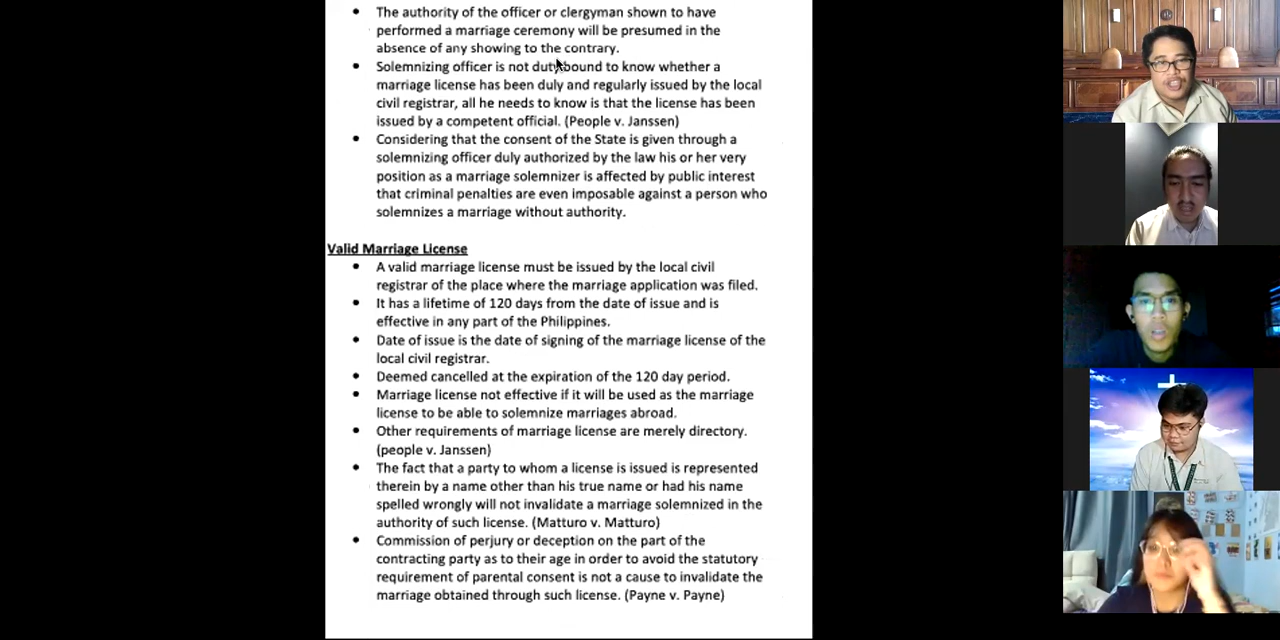 The authority of the officer or clergyman shown to have
performed a marriage ceremony will be presumed in the
absence of any showing to the contrary.
Solemnizing officer is not dutybound to know whether a
marriage license has been duly and regularly issued by the local
civil registrar, all he needs to know is that the license has been
issued by a competent official. (People v. Janssen)
Considering that the consent of the State is given through a
solemnizing officer duly authorized by the law his or her very
position as a marriage solemnizer is affected by public interest
that criminal penalties are even imposable against a person who
solemnizes a marriage without authority.
Valid Marriage License
A valid marriage license must be issued by the local civil
registrar of the place where the marriage application was filed.
It has a lifetime of 120 days from the date of issue and is
effective in any part of the Philippines.
Date of issue is the date of signing of the marriage license of the
local civil registrar.
Deemed cancelled at the expiration of the 120 day period.
Marriage license not effective if it will be used as the marriage
license to be able to solemnize marriages abroad.
Other requirements of marriage license are merely directory.
(people v. Janssen)
The fact that a party to whom a license is issued is represented
therein by a name other than his true name or had his name
spelled wrongly will not invalidate a marriage solemnized in the
authority of such license. (Matturo v. Matturo)
Commission of perjury or deception on the part of the
contracting party as to their age in order to avoid the statutory
requirement of parental consent is not a cause to invalidate the
marriage obtained through such license. (Payne v. Payne)